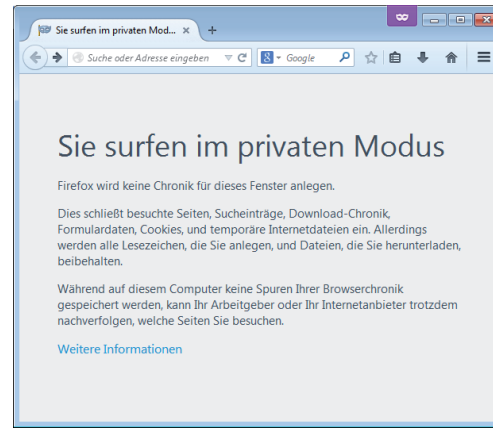 Sie surfen im privaten Mod...
Suche oder Adresse eingeben
8 Google
Sie surfen im privaten Modus
Firefox wird keine Chronik für dieses Fenster anlegen.
Dies schließt besuchte Seiten, Sucheinträge, Download-Chronik,
Formulardaten, Cookies, und temporäre Internetdateien ein. Allerdings
werden alle Lesezeichen, die Sie anlegen, und Dateien, die Sie herunterladen,
beibehalten.
Während auf diesem Computer keine Spuren Ihrer Browserchronik
gespeichert werden, kann Ihr Arbeitgeber oder Ihr Internetanbieter trotzdem
nachverfolgen, welche Seiten Sie besuchen.
Weitere Informationen